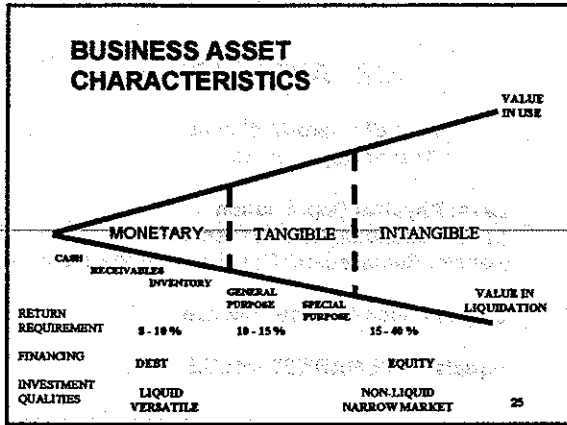 BUSINESS ASSET
CHARACTERISTICS
VALUE
IN USE
MONETARY TANGIBLE INTANGIBLE
CASH
RECEIVABLES
INVENTORY
GENERAL
PURPOSE
SPECIAL
PURPOSE
VALUE IN
LIQUIDATION
RETURN
REQUIREMENT 8 - 10 % 10 - 15 % 15 - 40 %
FINANCING DEBT EQUITY
INVESTMENT
QUALITIES
LIQUID
VERSATILE
NON-LIQUID
NARROW MARKET
25